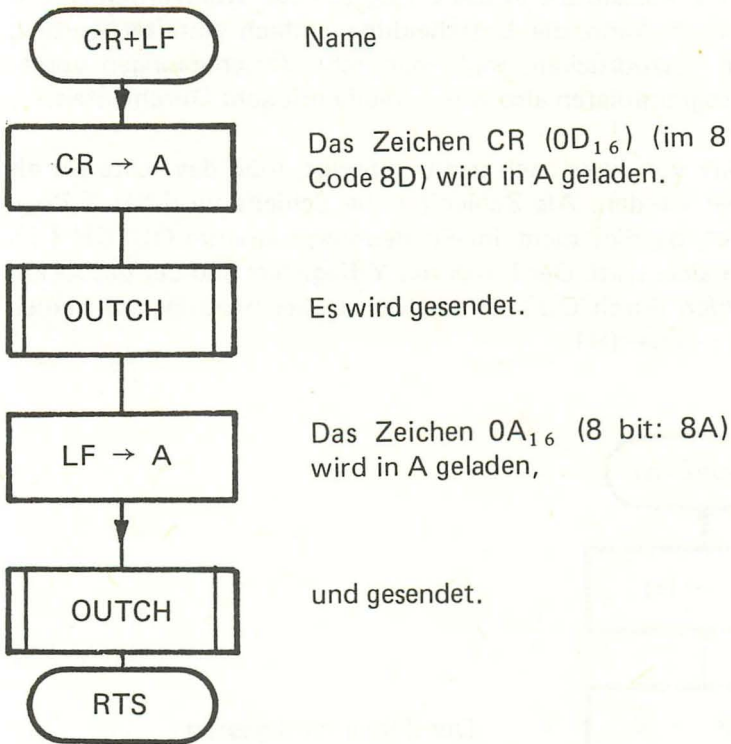 CR+LF Name
CR → A Das Zeichen CR (0D₁₆) (im 8
Code 8D) wird in A geladen.
OUTCH Es wird gesendet.
LF → A Das Zeichen 0A₁₆ (8 bit: 8A)
wird in A geladen,
OUTCH und gesendet.
RTS